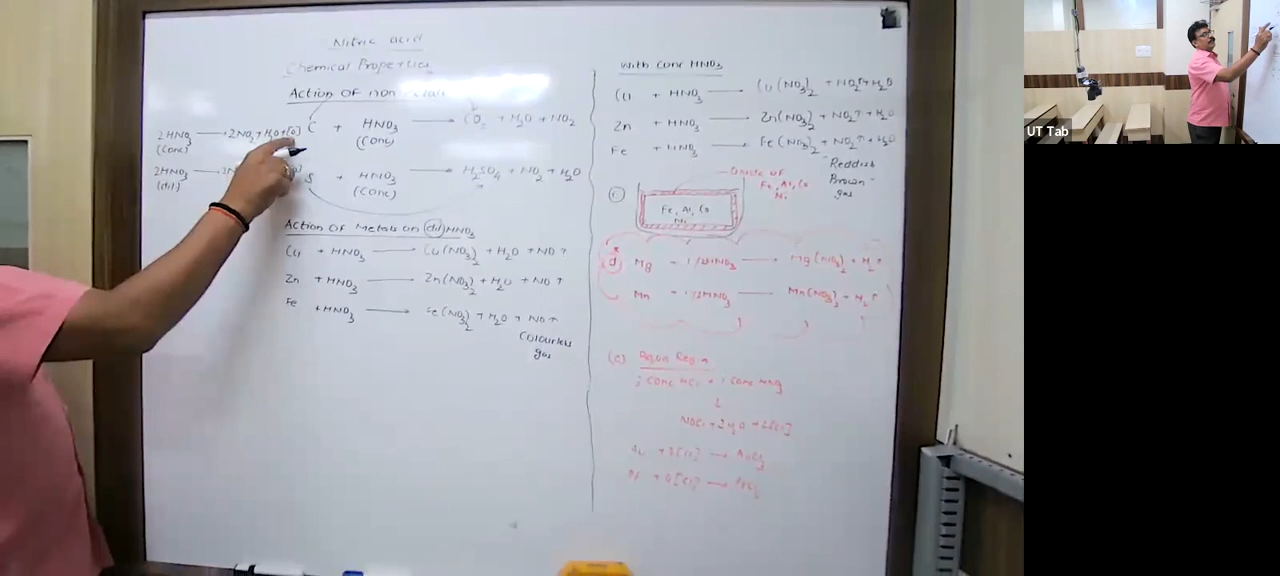 Nitric acid
Chemical Properties
Action of non
2HNO3 → 2NO2 + H2O + [O]
(Conc)
C + HNO3 → CO2 + H2O + NO2
(Conc)
2HNO3
(dil)
S + HNO3 → H2SO4 + NO2 + H2O
(Conc)
Action of Metals on (dil) HNO3
Cu + HNO3 → Cu(NO3)2 + H2O + NO↑
Zn + HNO3 → Zn(NO3)2 + H2O + NO↑
Fe + HNO3 → Fe(NO3)2 + H2O + NO↑
Colourless
gas
With Conc HNO3
Cu + HNO3 → Cu(NO3)2 + NO2↑ + H2O
Zn + HNO3 → Zn(NO3)2 + NO2↑ + H2O
Fe + HNO3 → Fe(NO3)2 + NO2↑ + H2O
Reddish
Brown
gas
Fe, Al, Co
Ni
Fe, Al, Co
Ni
d
Mg + HNO3 → Mg(NO3)2 + H2↑
Mn + HNO3 → Mn(NO3)2 + H2↑
(e) Aqua Regia
3 Conc HCl + 1 Conc HNO3
↓
NOCl + 2H2O + 2[Cl]
Au + 3[Cl] → AuCl3
Pt + 4[Cl] → PtCl4
UT Tab